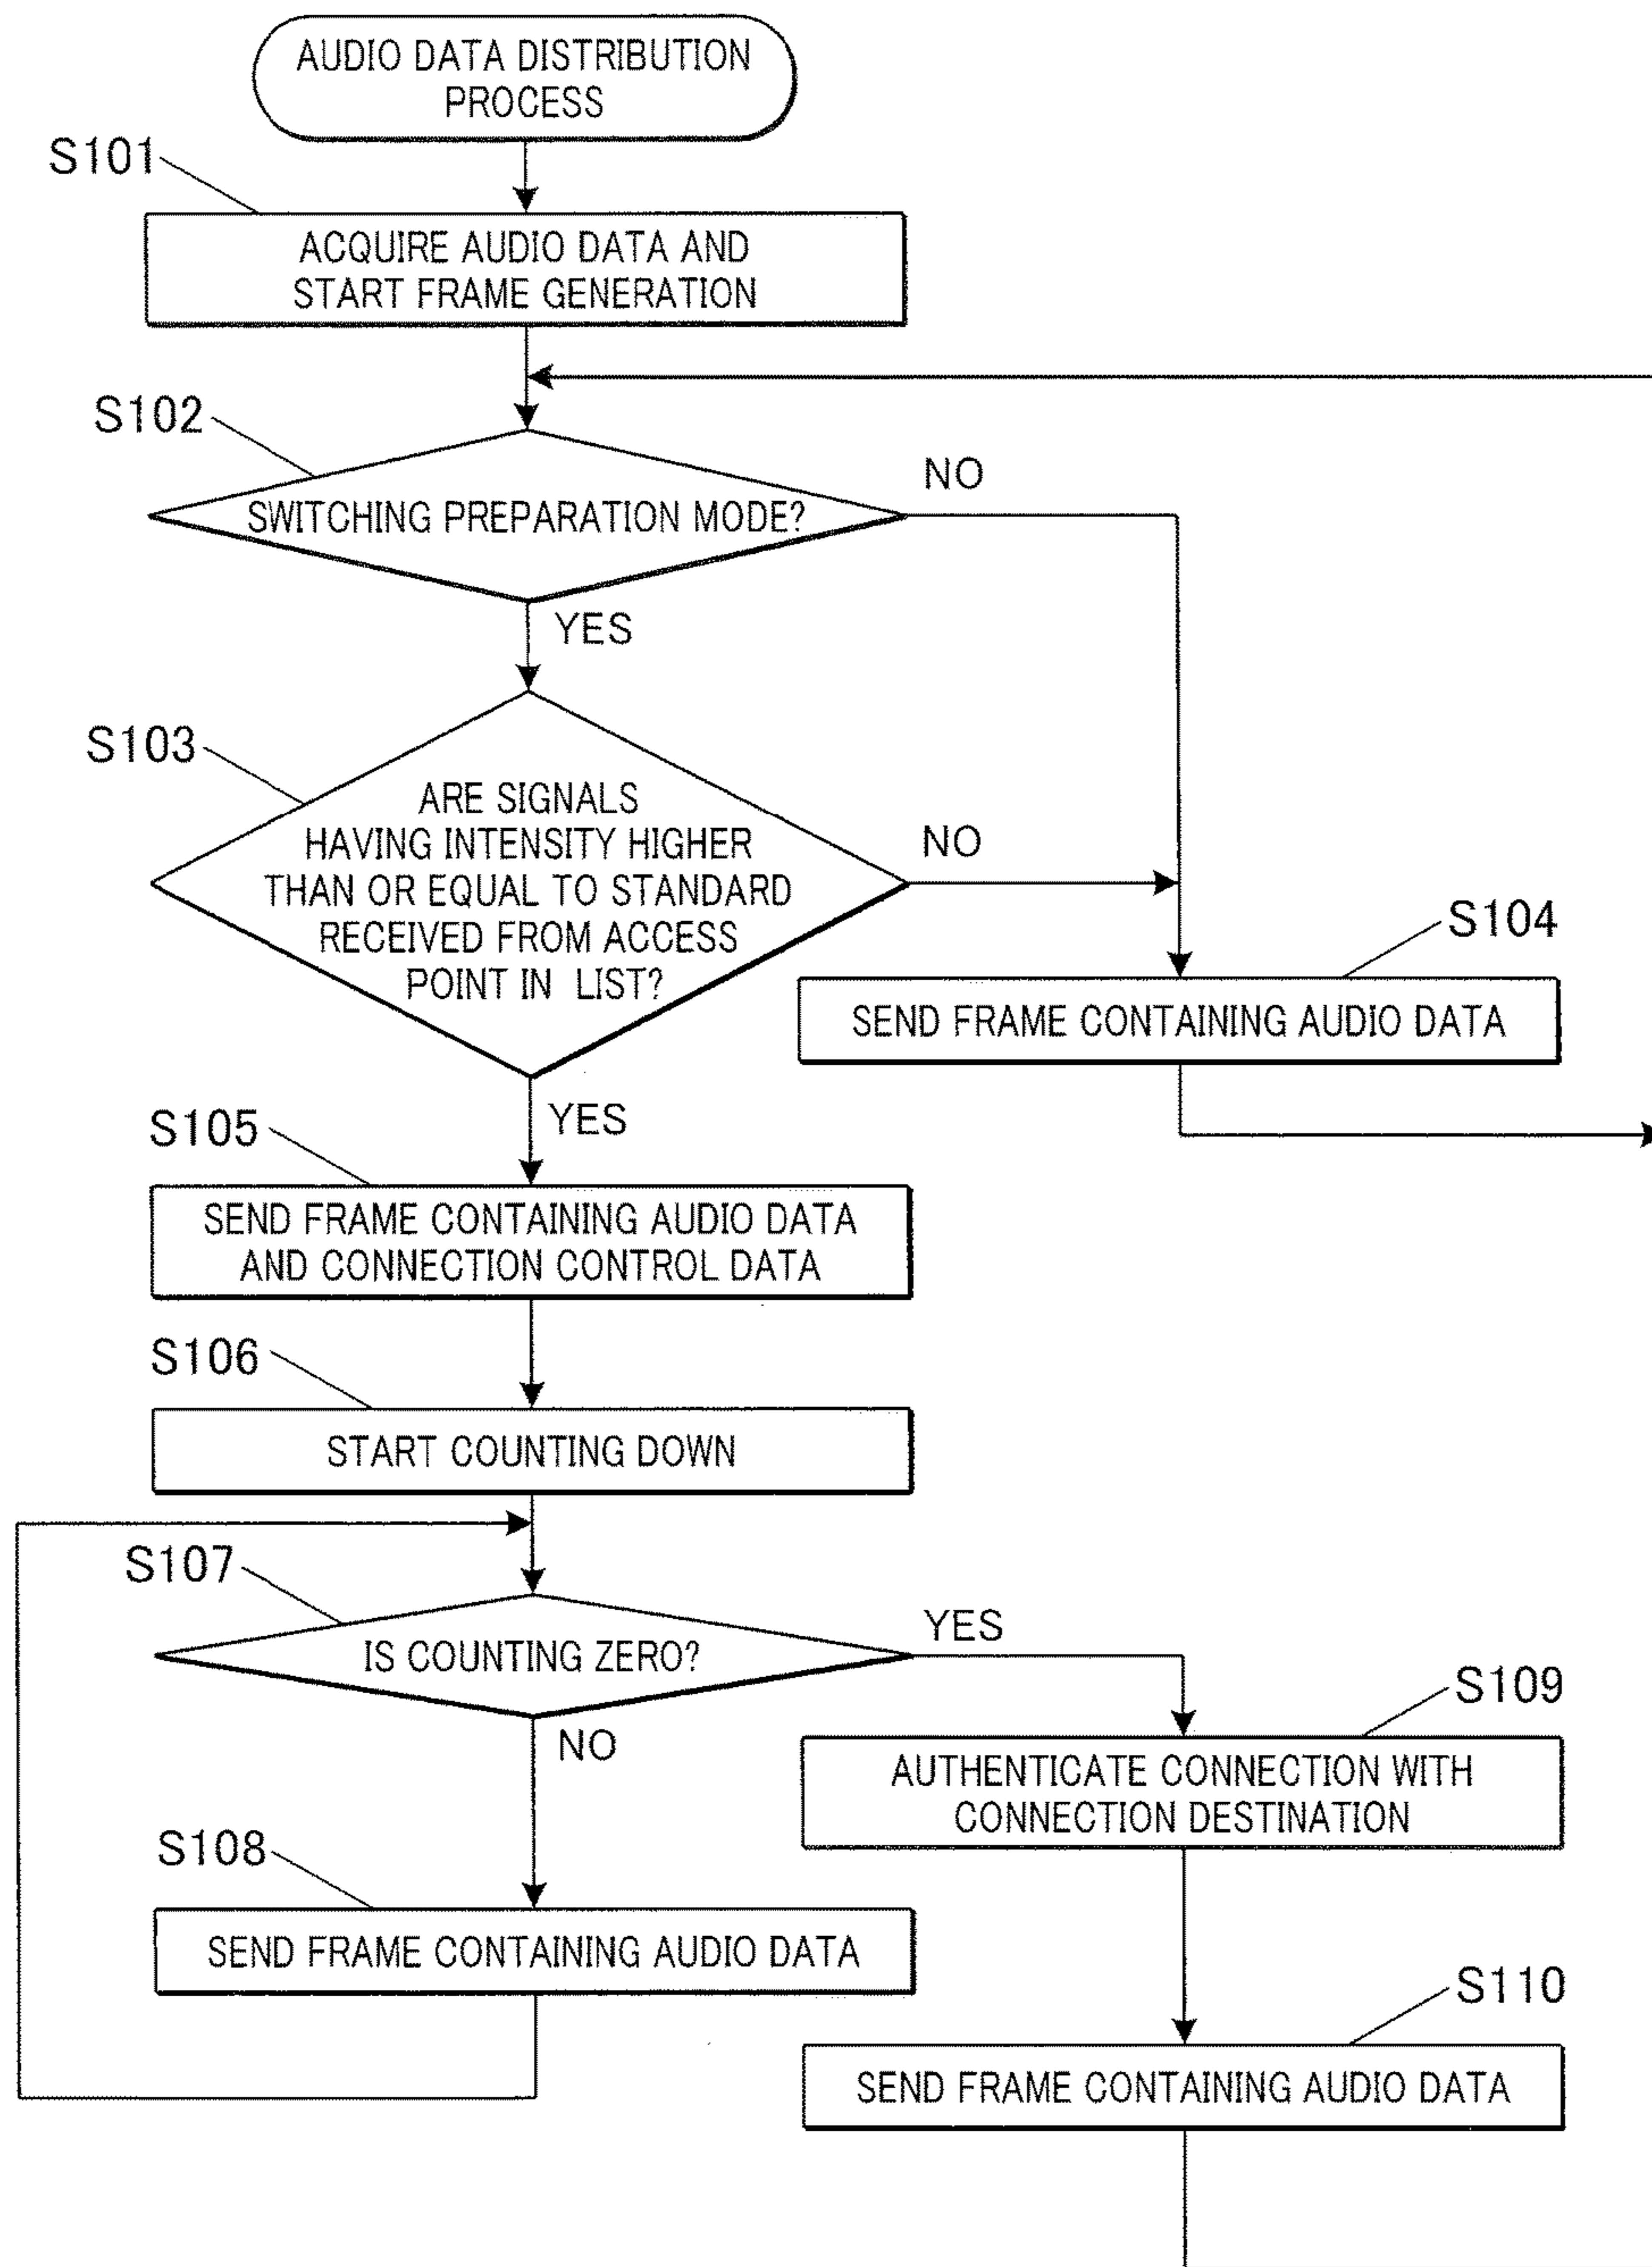 AUDIO DATA DISTRIBUTION
PROCESS
S101
ACQUIRE AUDIO DATA AND
START FRAME GENERATION
S102
SWITCHING PREPARATION MODE?
NO
YES
S103
ARE SIGNALS
HAVING INTENSITY HIGHER
THAN OR EQUAL TO STANDARD
RECEIVED FROM ACCESS
POINT IN LIST?
NO
S104
SEND FRAME CONTAINING AUDIO DATA
YES
S105
SEND FRAME CONTAINING AUDIO DATA
AND CONNECTION CONTROL DATA
S106
START COUNTING DOWN
S107
IS COUNTING ZERO?
YES
NO
S109
AUTHENTICATE CONNECTION WITH
CONNECTION DESTINATION
S108
SEND FRAME CONTAINING AUDIO DATA
S110
SEND FRAME CONTAINING AUDIO DATA